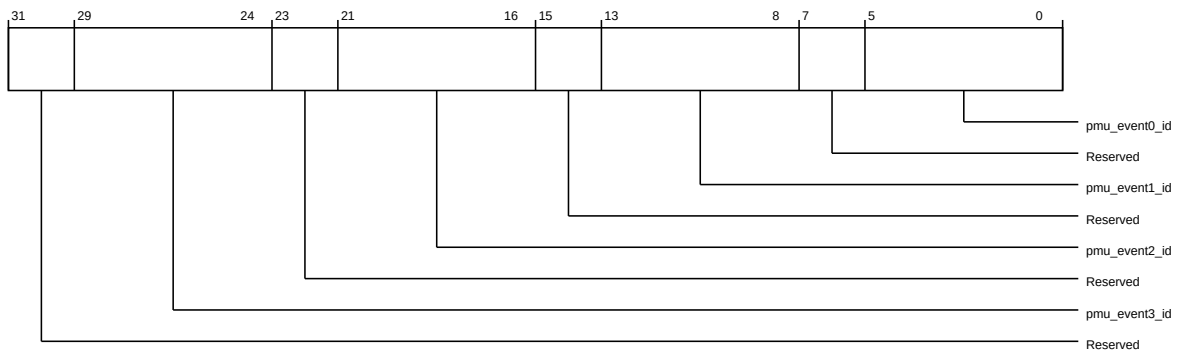 31 29 24 23 21 16 15 13 8 7 5 0
pmu_event0_id
Reserved
pmu_event1_id
Reserved
pmu_event2_id
Reserved
pmu_event3_id
Reserved